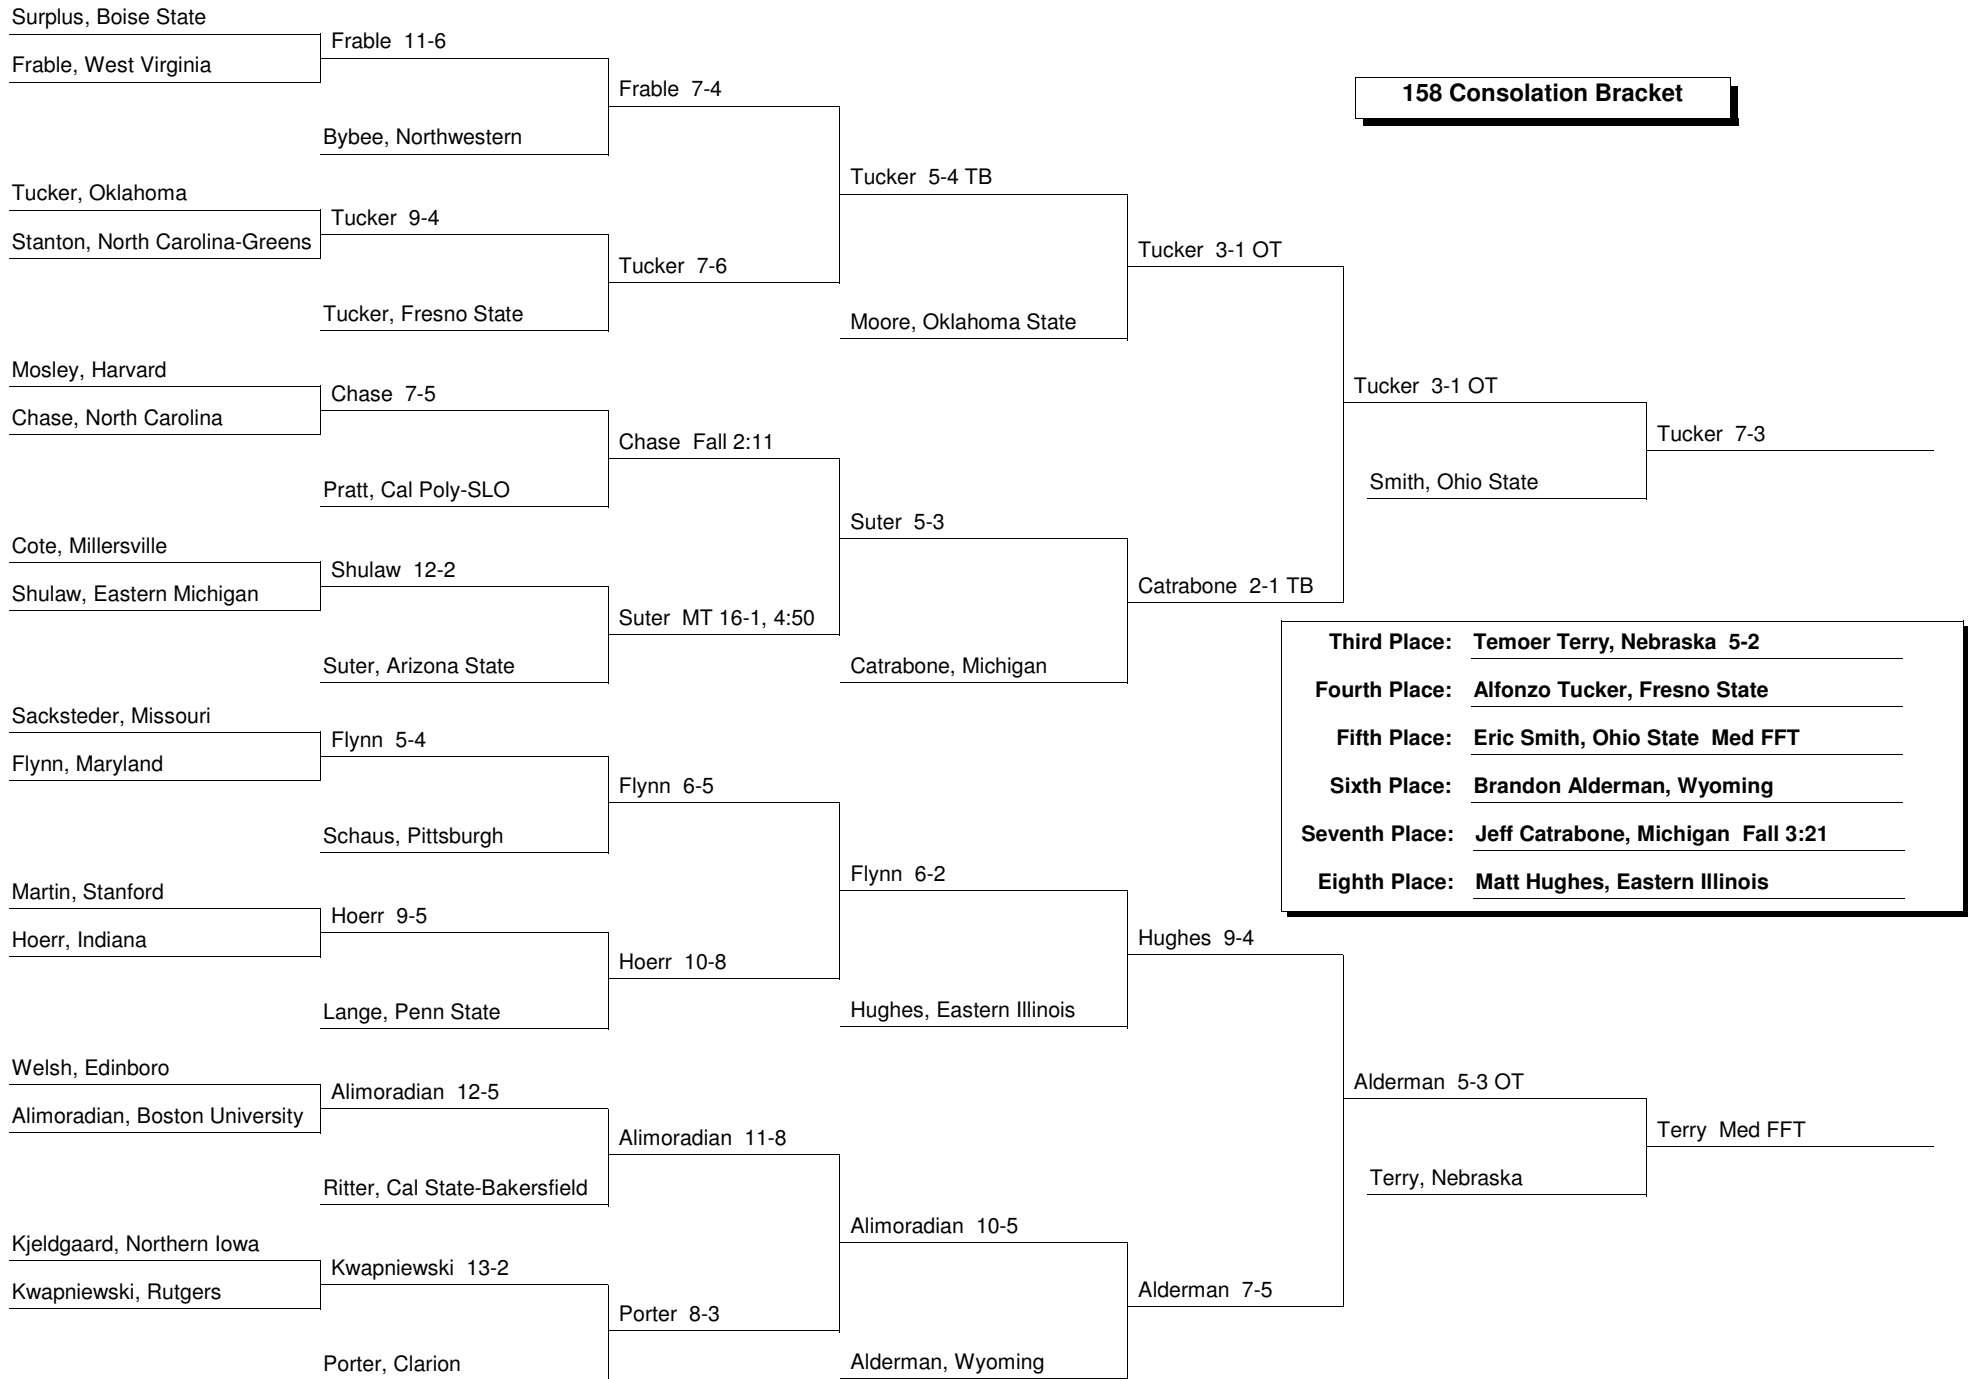 Surplus, Boise State
Frable 11-6
Frable, West Virginia
Frable 7-4
158 Consolation Bracket
Bybee, Northwestern
Tucker 5-4 TB
Tucker, Oklahoma
Tucker 9-4
Stanton, North Carolina-Greens
Tucker 3-1 OT
Tucker 7-6
Tucker, Fresno State
Moore, Oklahoma State
Mosley, Harvard
Tucker 3-1 OT
Chase 7-5
Chase, North Carolina
Tucker 7-3
Chase Fall 2:11
Smith, Ohio State
Pratt, Cal Poly-SLO
Suter 5-3
Cote, Millersville
Shulaw 12-2
Catrabone 2-1 TB
Shulaw, Eastern Michigan
Suter MT 16-1, 4:50
Third Place: Temoer Terry, Nebraska 5-2
Suter, Arizona State
Catrabone, Michigan
Fourth Place: Alfonzo Tucker, Fresno State
Sacksteder, Missouri
Flynn 5-4
Fifth Place: Eric Smith, Ohio State Med FFT
Flynn, Maryland
Flynn 6-5
Sixth Place: Brandon Alderman, Wyoming
Schaus, Pittsburgh
Seventh Place: Jeff Catrabone, Michigan Fall 3:21
Flynn 6-2
Eighth Place: Matt Hughes, Eastern Illinois
Martin, Stanford
Hoerr 9-5
Hoerr, Indiana
Hughes 9-4
Hoerr 10-8
Lange, Penn State
Hughes, Eastern Illinois
Welsh, Edinboro
Alderman 5-3 OT
Alimoradian 12-5
Alimoradian, Boston University
Terry Med FFT
Alimoradian 11-8
Terry, Nebraska
Ritter, Cal State-Bakersfield
Alimoradian 10-5
Kjeldgaard, Northern Iowa
Kwapniewski 13-2
Kwapniewski, Rutgers
Alderman 7-5
Porter 8-3
Porter, Clarion
Alderman, Wyoming